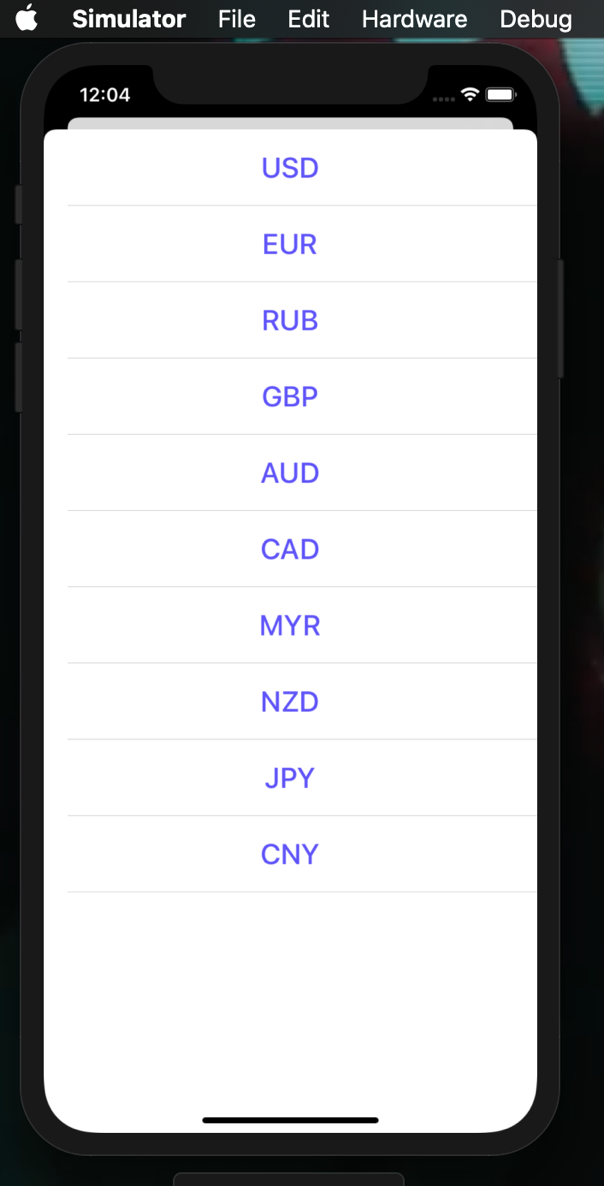 Simulator File Edit Hardware Debug
12:04
USD
EUR
RUB
GBP
AUD
CAD
MYR
NZD
JPY
CNY